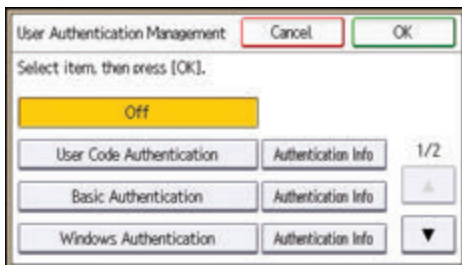 User Authentication Management Cancel OK
Select item, then press [OK].
Off
User Code Authentication Authentication Info 1/2
Basic Authentication Authentication Info
Windows Authentication Authentication Info